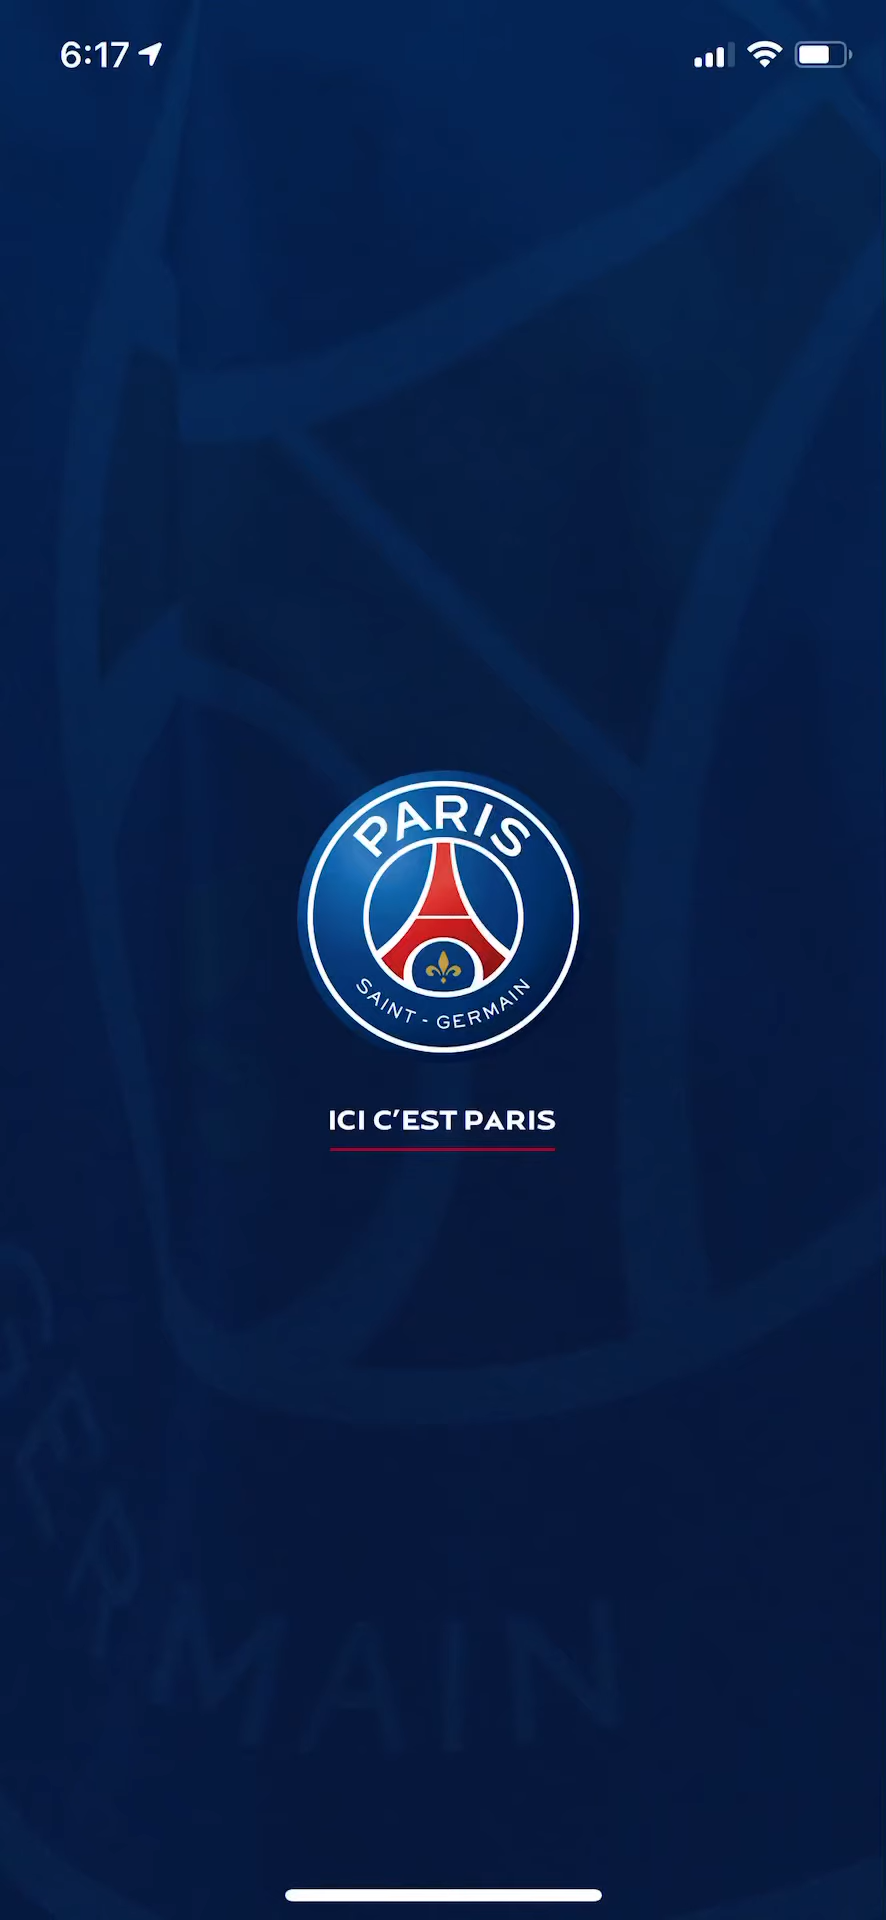 6:17
PARIS
SAINT - GERMAIN
ICI C'EST PARIS
GERMAIN